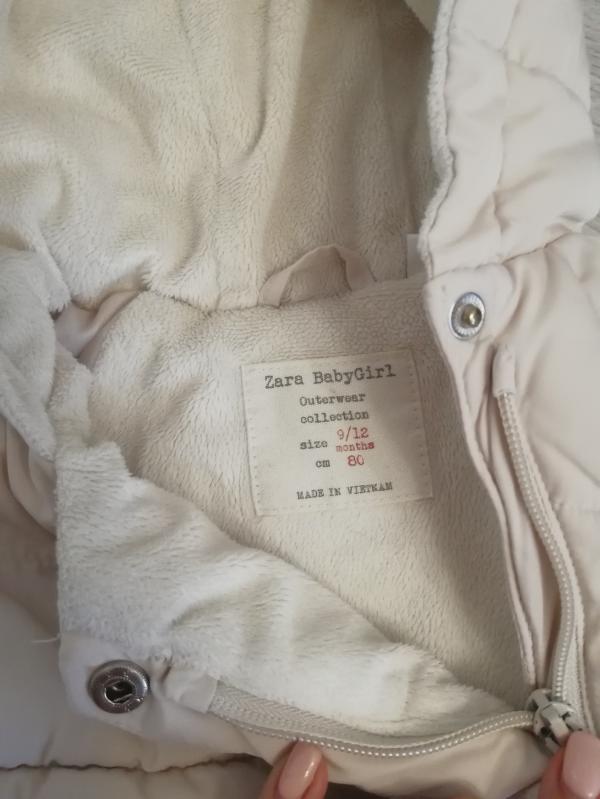 Zara BabyGirl
Outerwear
collection
size 9/12
months
cm 80
MADE IN VIETNAM